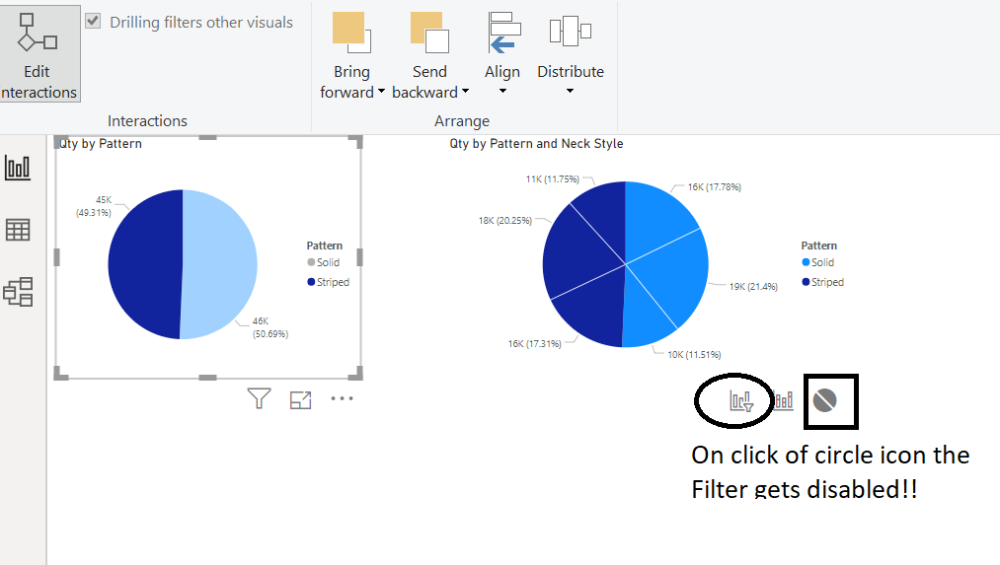 Drilling filters other visuals
Edit
nteractions
Bring
forward
Send
backward
Align
Distribute
Interactions
Arrange
Qty by Pattern
45K
(49.31%)
46K
(50.69%)
Pattern
Solid
Striped
Qty by Pattern and Neck Style
11K (11.75%)
16K (17.78%)
18K (20.25%)
19K (21.4%)
16K (17.31%)
10K (11.51%)
Pattern
Solid
Striped
On click of circle icon the
Filter gets disabled!!